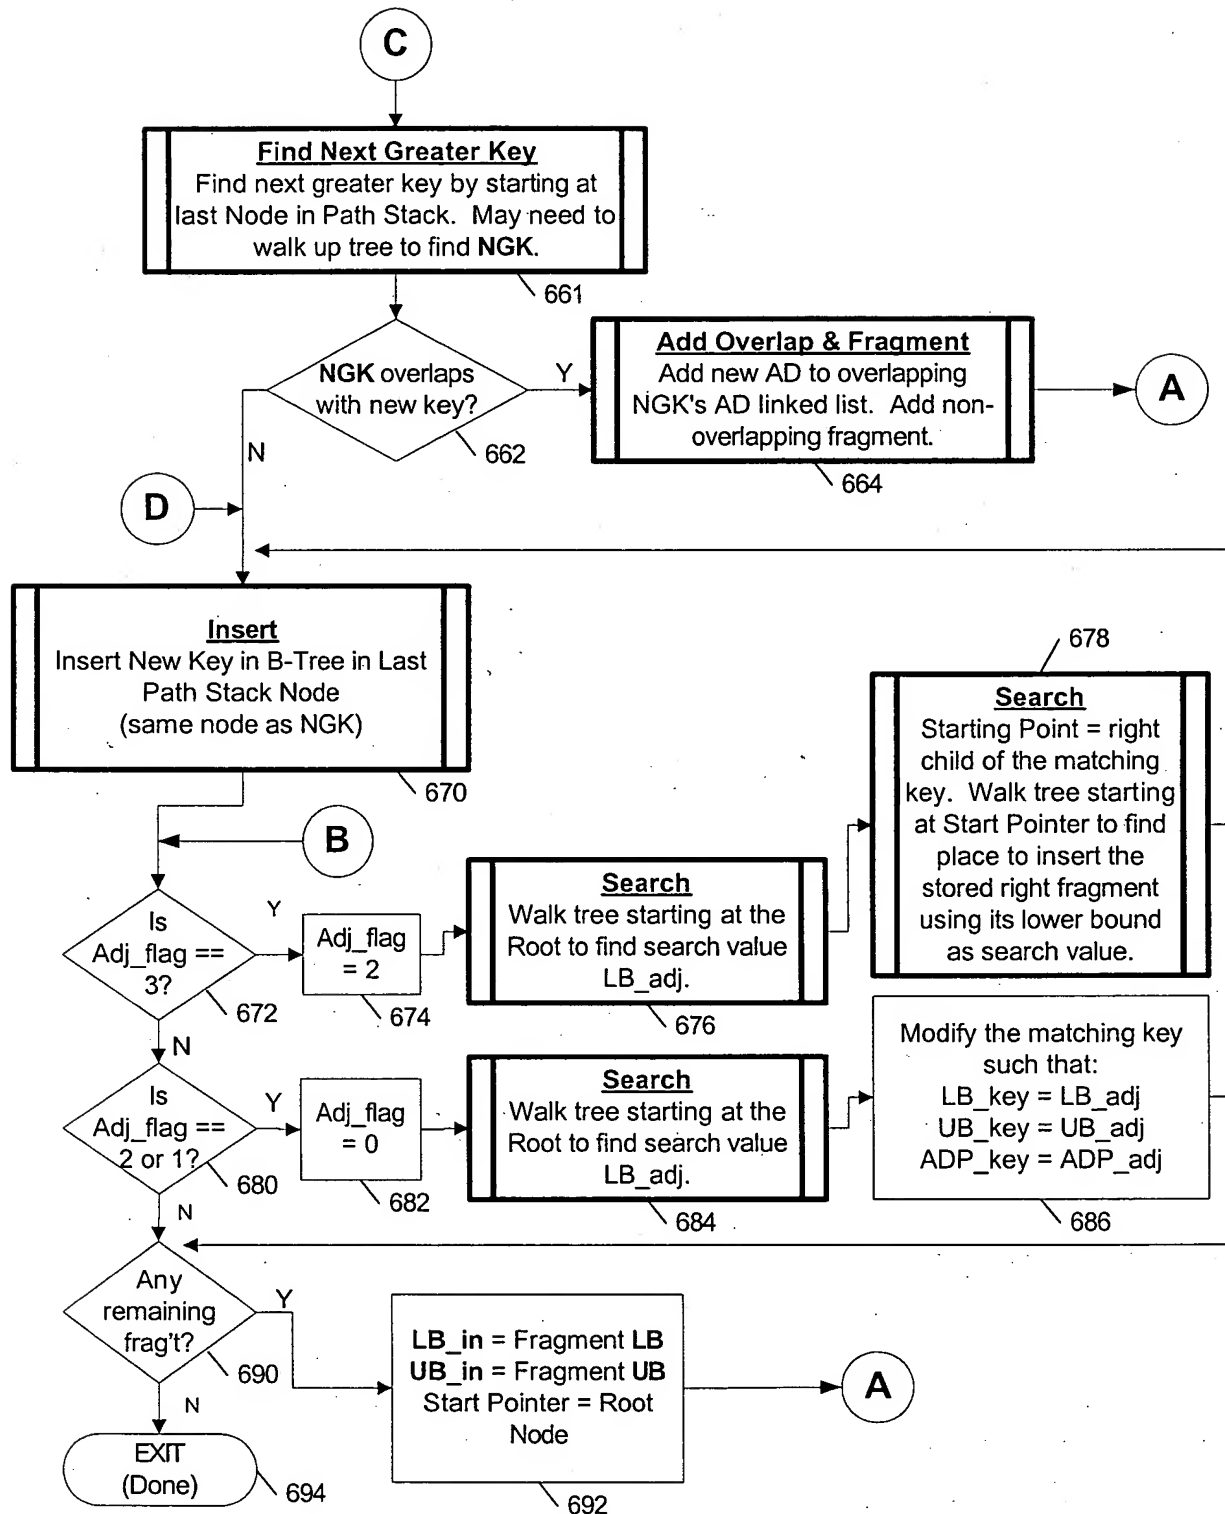 C
Find Next Greater Key
Find next greater key by starting at
last Node in Path Stack. May need to
walk up tree to find NGK.
661
NGK overlaps
with new key?
Y
N
662
Add Overlap & Fragment
Add new AD to overlapping
NGK's AD linked list. Add non-
overlapping fragment.
664
A
D
Insert
Insert New Key in B-Tree in Last
Path Stack Node
(same node as NGK)
670
B
Is
Adj_flag ==
3?
672
Y
N
Adj_flag
= 2
674
Search
Walk tree starting at the
Root to find search value
LB_adj.
676
678
Search
Starting Point = right
child of the matching
key. Walk tree starting
at Start Pointer to find
place to insert the
stored right fragment
using its lower bound
as search value.
Is
Adj_flag ==
2 or 1?
680
Y
N
Adj_flag
= 0
682
Search
Walk tree starting at the
Root to find search value
LB_adj.
684
Modify the matching key
such that:
LB_key = LB_adj
UB_key = UB_adj
ADP_key = ADP_adj
686
Any
remaining
frag't?
690
Y
N
LB_in = Fragment LB
UB_in = Fragment UB
Start Pointer = Root
Node
692
A
EXIT
(Done)
694